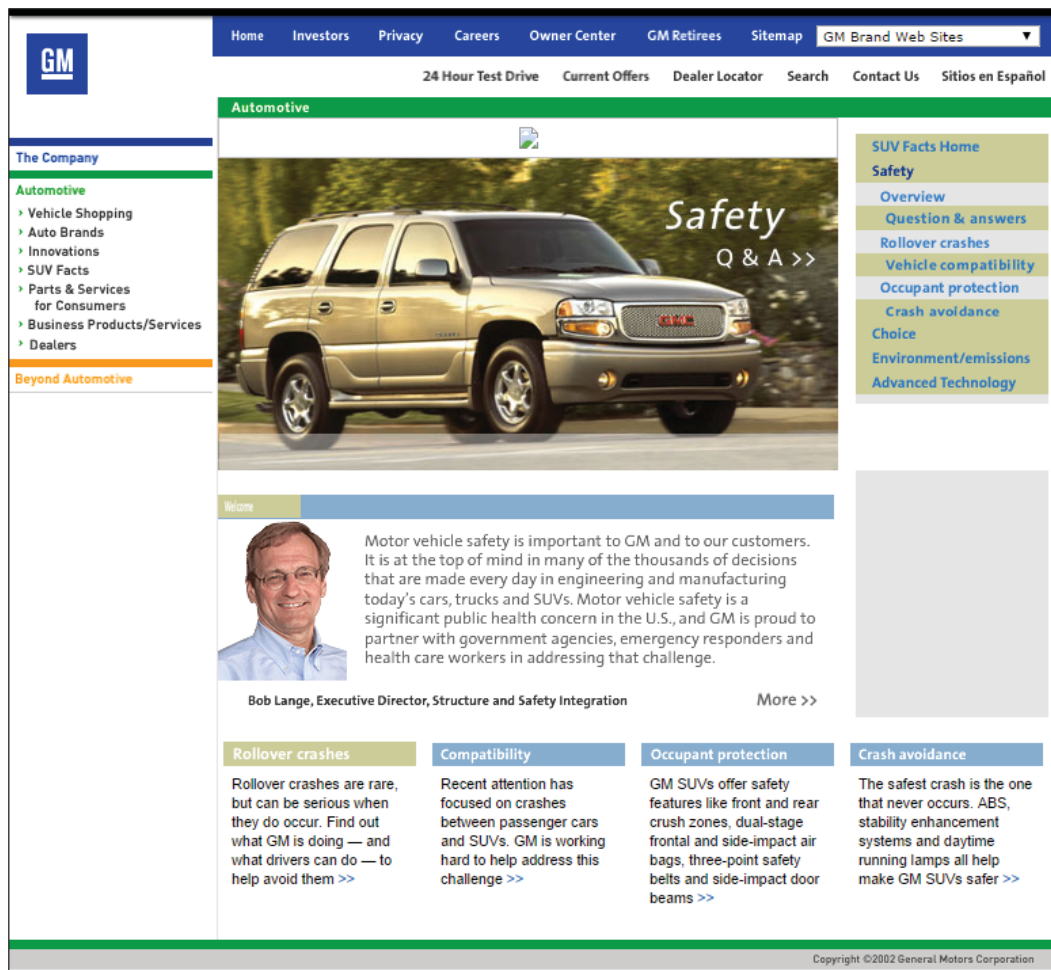 GM
Home Investors Privacy Careers Owner Center GM Retirees Sitemap GM Brand Web Sites
24 Hour Test Drive Current Offers Dealer Locator Search Contact Us Sitios en Español
Automotive
The Company
Automotive
Vehicle Shopping
Auto Brands
Innovations
SUV Facts
Parts & Services
for Consumers
Business Products/Services
Dealers
Beyond Automotive
Safety
Q & A >>
GMC
SUV Facts Home
Safety
Overview
Question & answers
Rollover crashes
Vehicle compatibility
Occupant protection
Crash avoidance
Choice
Environment/emissions
Advanced Technology
Welcome
Motor vehicle safety is important to GM and to our customers.
It is at the top of mind in many of the thousands of decisions
that are made every day in engineering and manufacturing
today's cars, trucks and SUVs. Motor vehicle safety is a
significant public health concern in the U.S., and GM is proud to
partner with government agencies, emergency responders and
health care workers in addressing that challenge.
Bob Lange, Executive Director, Structure and Safety Integration More >>
Rollover crashes
Rollover crashes are rare,
but can be serious when
they do occur. Find out
what GM is doing — and
what drivers can do — to
help avoid them >>
Compatibility
Recent attention has
focused on crashes
between passenger cars
and SUVs. GM is working
hard to help address this
challenge >>
Occupant protection
GM SUVs offer safety
features like front and rear
crush zones, dual-stage
frontal and side-impact air
bags, three-point safety
belts and side-impact door
beams >>
Crash avoidance
The safest crash is the one
that never occurs. ABS,
stability enhancement
systems and daytime
running lamps all help
make GM SUVs safer >>
Copyright ©2002 General Motors Corporation